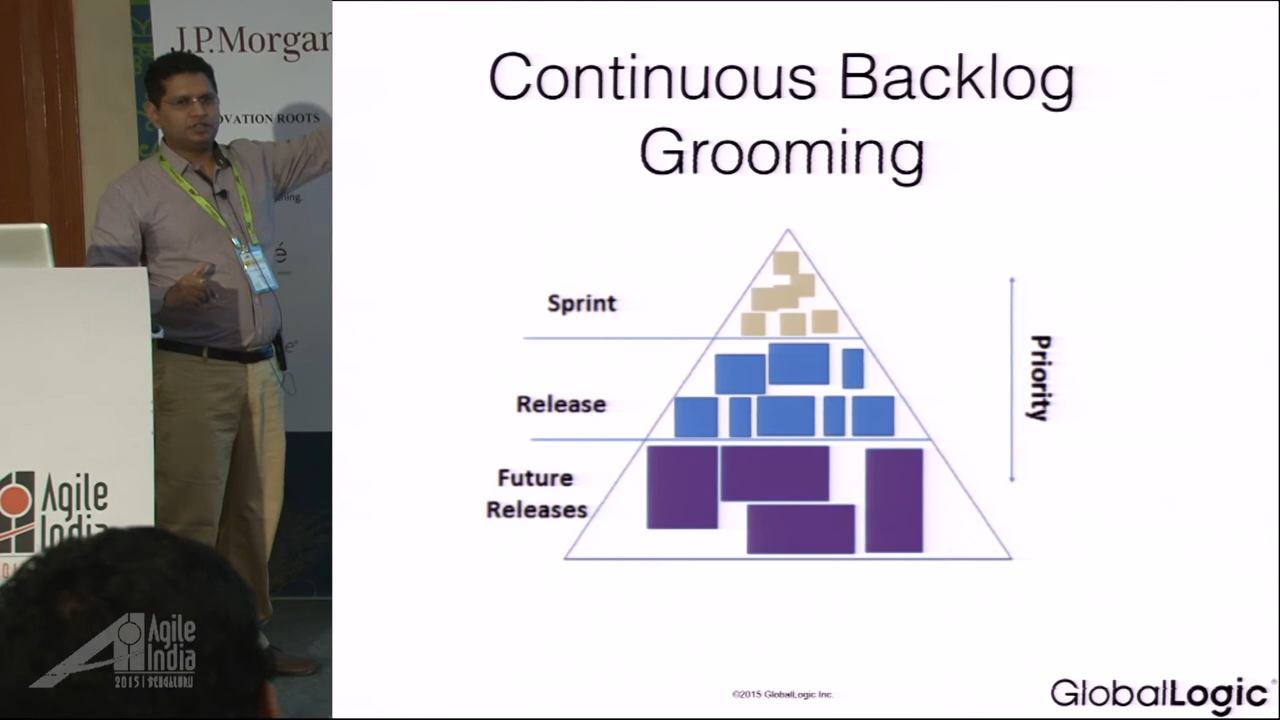 J.P.Morgan
OVATION ROOTS
Continuous Backlog
Grooming
Sprint
Release
Future
Releases
Priority
Agile
India
Agile
India
2015 | BENGALURU
©2015 GlobalLogic Inc.
GlobalLogic